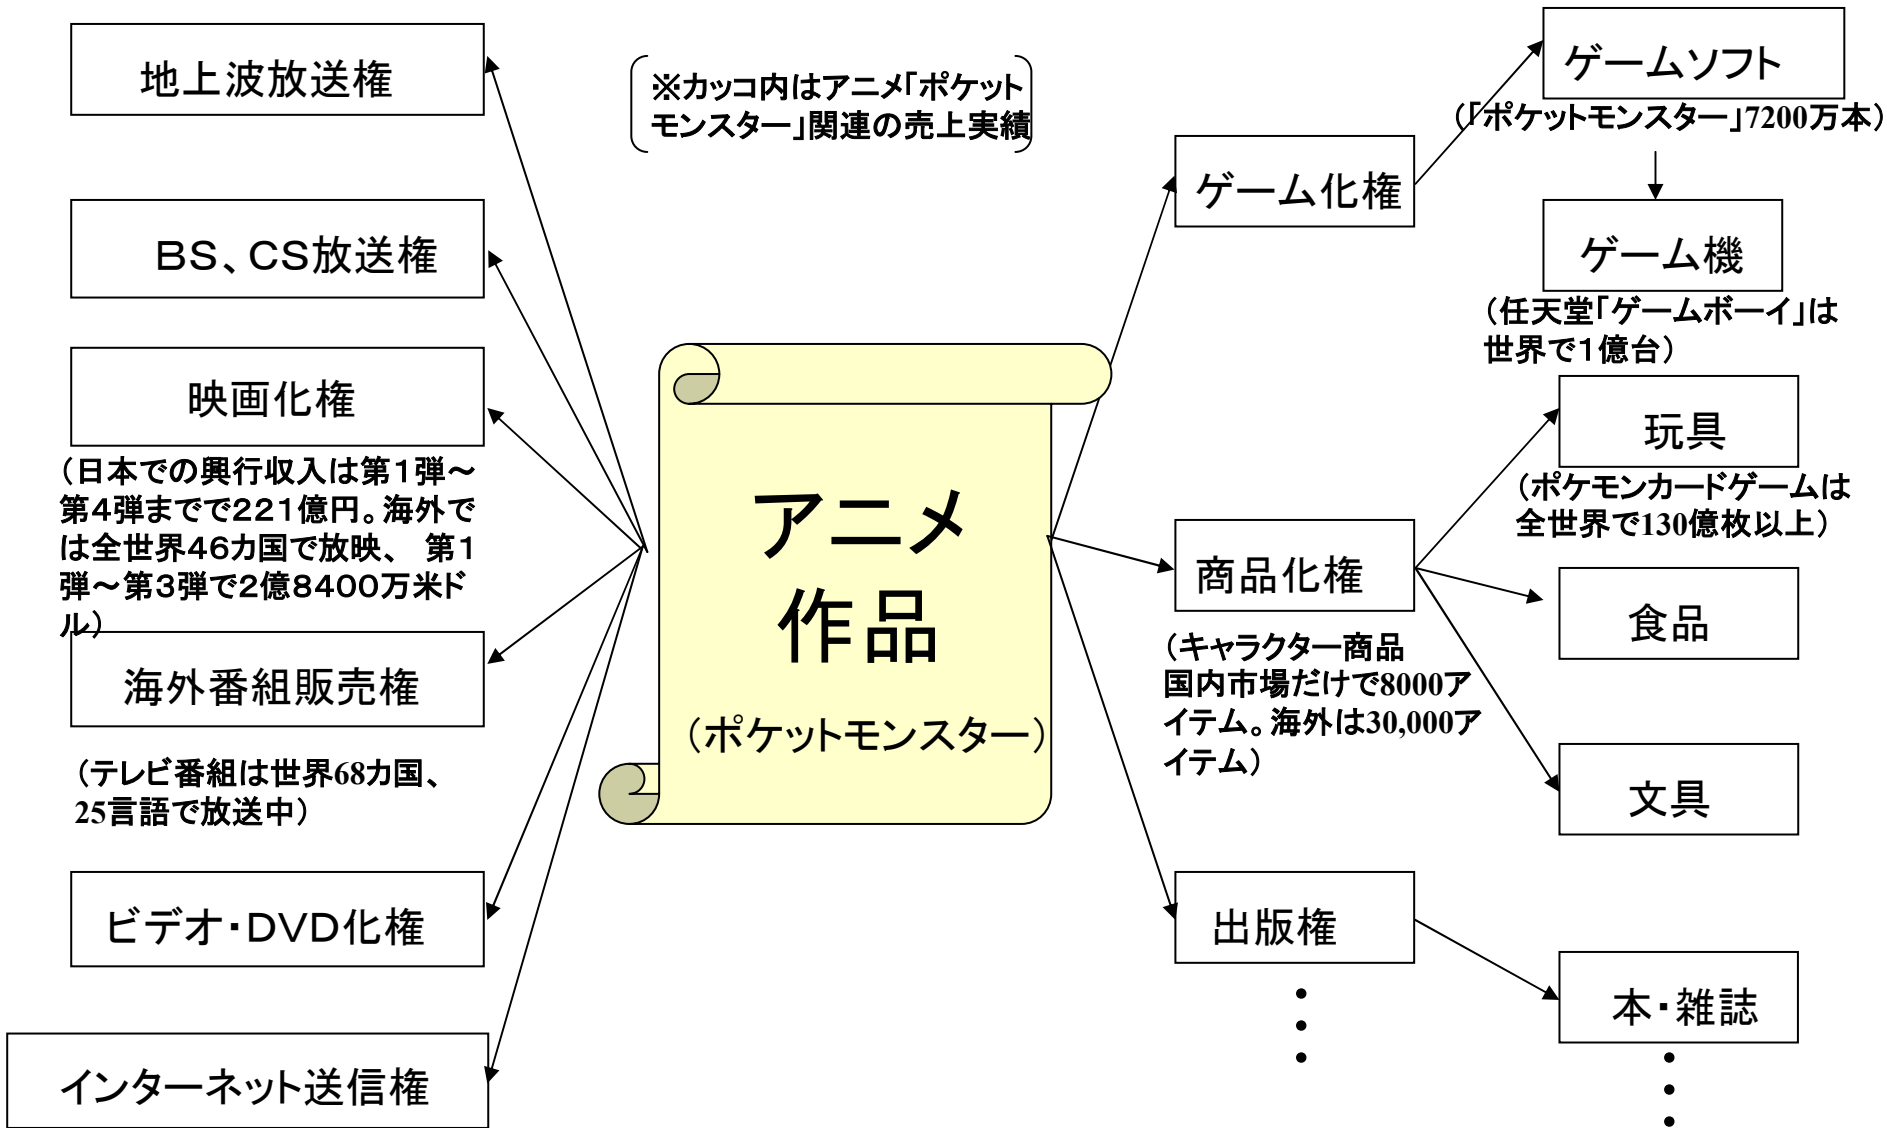 地上波放送権
BS、CS放送権
映画化権
（日本での興行収入は第１弾～
第４弾までで２２１億円。海外で
は全世界４６カ国で放映、 第１
弾～第３弾で２億８４００万米ド
ル）
海外番組販売権
（テレビ番組は世界68カ国、
25言語で放送中）
ビデオ・DVD化権
インターネット送信権
※カッコ内はアニメ「ポケット
モンスター」関連の売上実績
アニメ
作品
（ポケットモンスター）
ゲーム化権
商品化権
（キャラクター商品
国内市場だけで8000ア
イテム。海外は30,000ア
イテム）
出版権
・
・
・
ゲームソフト
（「ポケットモンスター」7200万本）
ゲーム機
（任天堂「ゲームボーイ」は
世界で１億台）
玩具
（ポケモンカードゲームは
全世界で130億枚以上）
食品
文具
本・雑誌
・
・
・